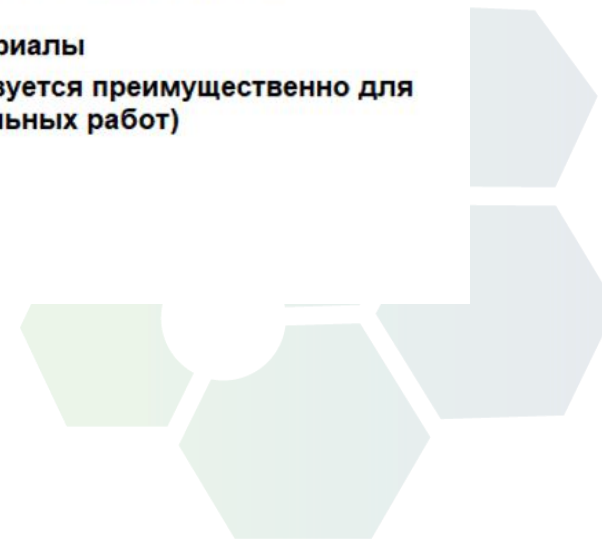 риалы
зуется преимущественно для
льных работ)